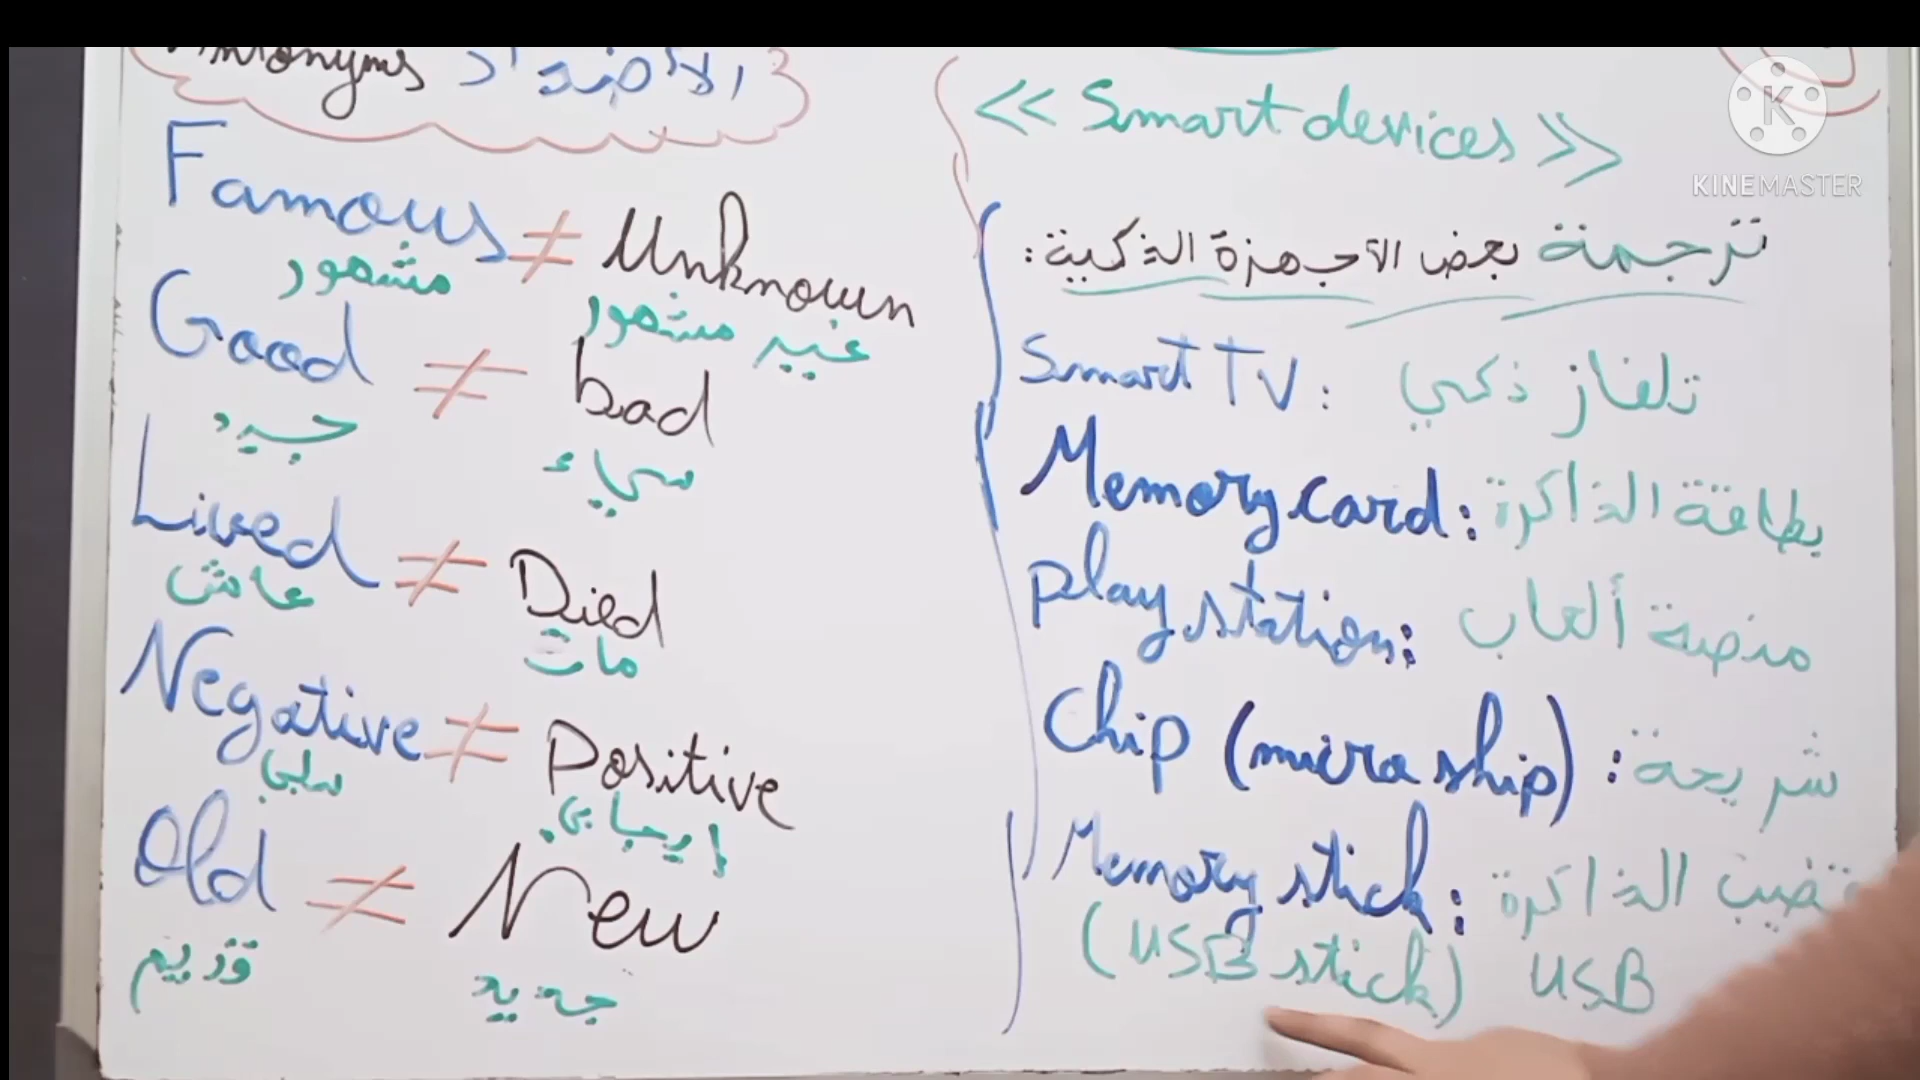 Antonyms الأضداد
Famous ≠ Unknown
مشهور غير مشهور
Good ≠ bad
جيد سيء
Lived ≠ Died
عاش مات
Negative ≠ Positive
سلبي إيجابي
Old ≠ New
قديم جديد
<< Smart devices >>
ترجمة بعض الأجهزة الذكية :
Smart TV : تلفاز ذكي
Memory card : بطاقة الذاكرة
play station : منصة ألعاب
Chip (micro ship) : شريحة
Memory stick : قضيب الذاكرة
(USB stick) USB
K
KINEMASTER